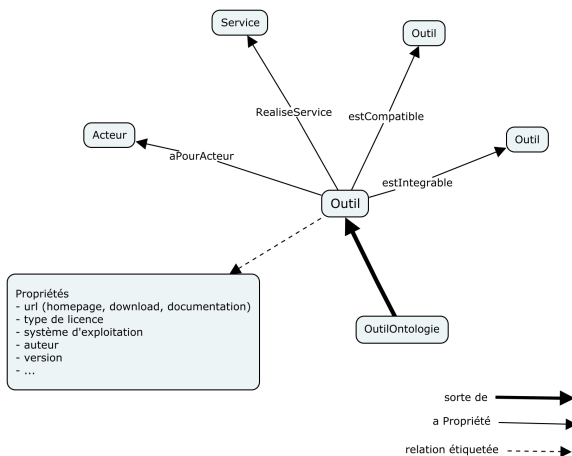 Service
Outil
RealiseService
estCompatible
Acteur
Outil
aPourActeur
estIntegrable
Outil
Propriétés
- url (homepage, download, documentation)
- type de licence
- système d'exploitation
- auteur
- version
- ...
OutilOntologie
sorte de
a Propriété
relation étiquetée